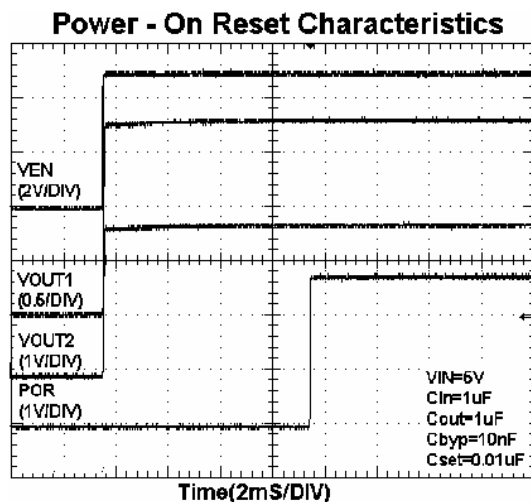 Power - On Reset Characteristics
VEN
(2V/DIV)
VOUT1
(0.5/DIV)
VOUT2
(1V/DIV)
POR
(1V/DIV)
VIN=5V
Cin=1uF
Cout=1uF
Cbyp=10nF
Cset=0.01uF
Time(2mS/DIV)